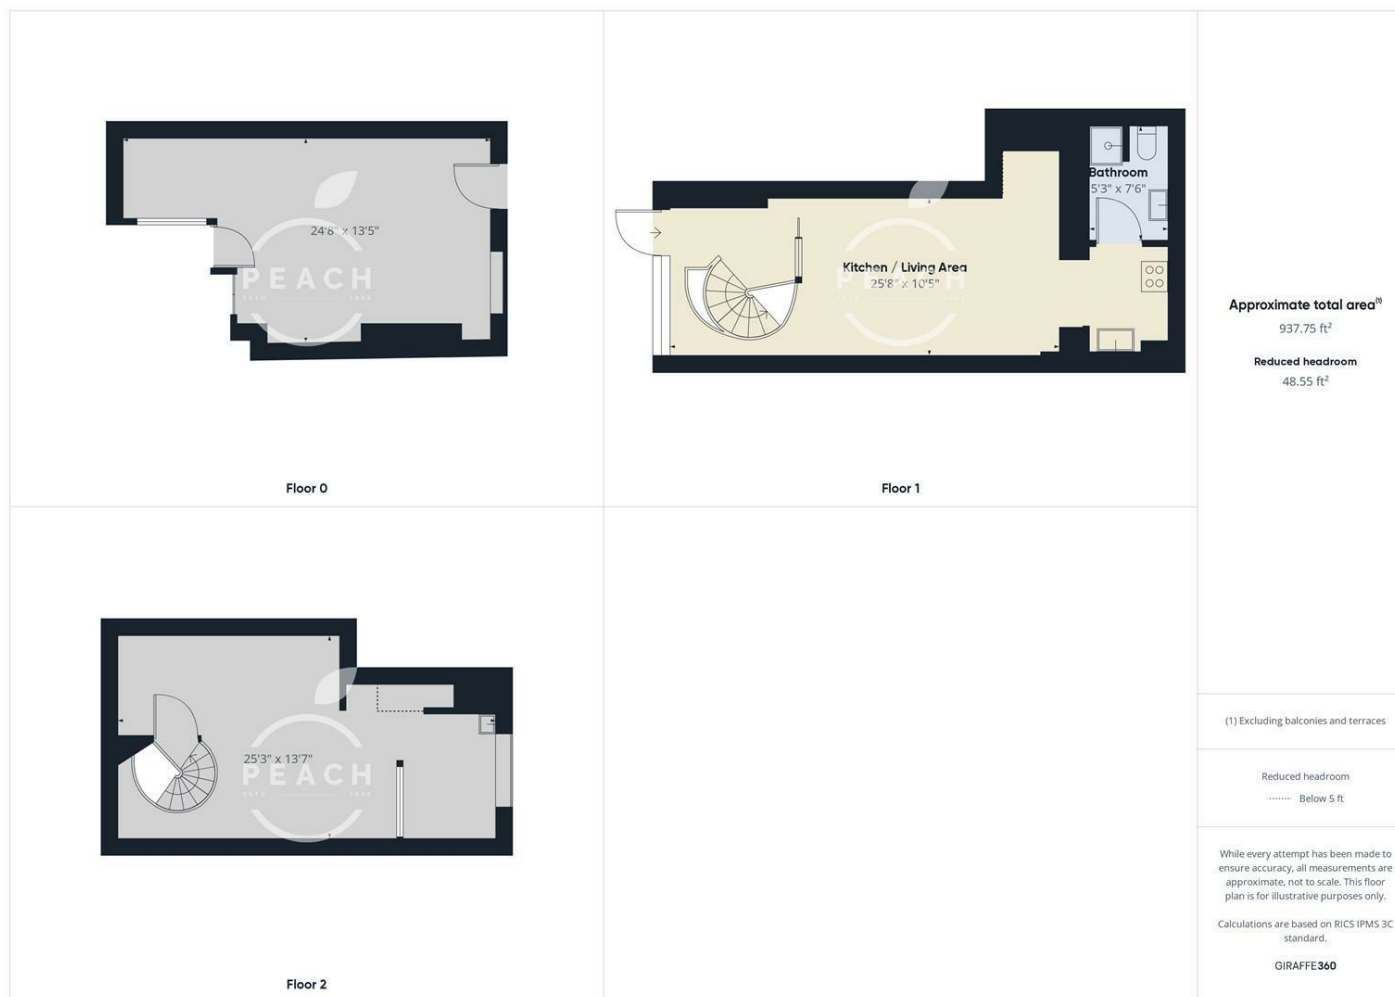 24'8" x 13'5"
PEACH
Floor 0
Bathroom
5'3" x 7'6"
Kitchen / Living Area
25'8" x 10'5"
PEACH
Floor 1
25'3" x 13'7"
PEACH
Floor 2
Approximate total area(1)
937.75 ft²
Reduced headroom
48.55 ft²
(1) Excluding balconies and terraces
Reduced headroom
Below 5 ft
While every attempt has been made to
ensure accuracy, all measurements are
approximate, not to scale. This floor
plan is for illustrative purposes only.
Calculations are based on RICS IPMS 3C
standard.
GIRAFFE360